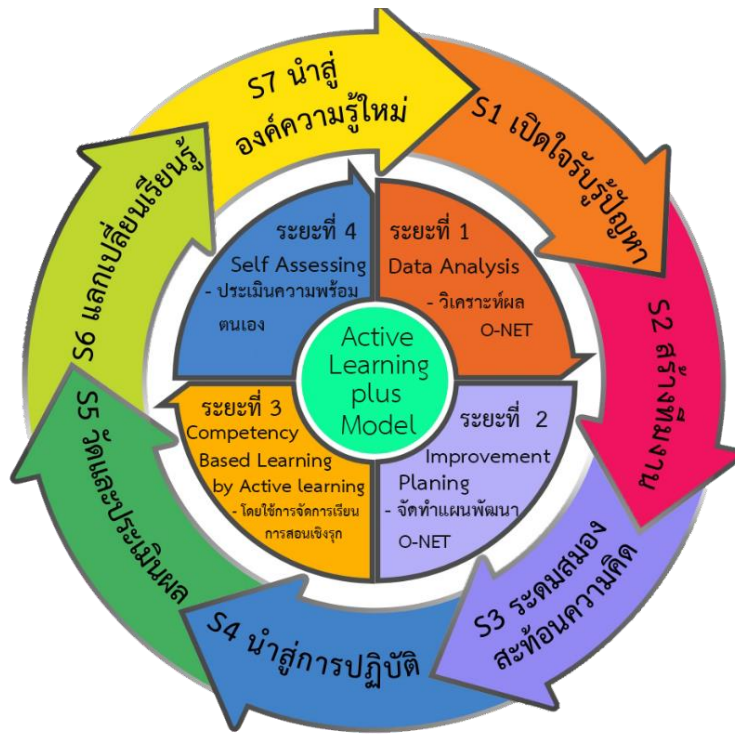 S7 นำสู่
องค์ความรู้ใหม่
S1 เปิดใจรับรู้ปัญหา
S2 สร้างทีมงาน
S3 ระดมสมอง
สะท้อนความคิด
S4 นำสู่การปฏิบัติ
S5 วัดและประเมินผล
S6 แลกเปลี่ยนเรียนรู้
ระยะที่ 1
Data Analysis
- วิเคราะห์ผล
O-NET
ระยะที่ 2
Improvement
Planing
- จัดทำแผนพัฒนา
O-NET
ระยะที่ 3
Competency
Based Learning
by Active learning
- โดยใช้การจัดการเรียน
การสอนเชิงรุก
ระยะที่ 4
Self Assessing
- ประเมินความพร้อม
ตนเอง
Active
Learning
plus
Model